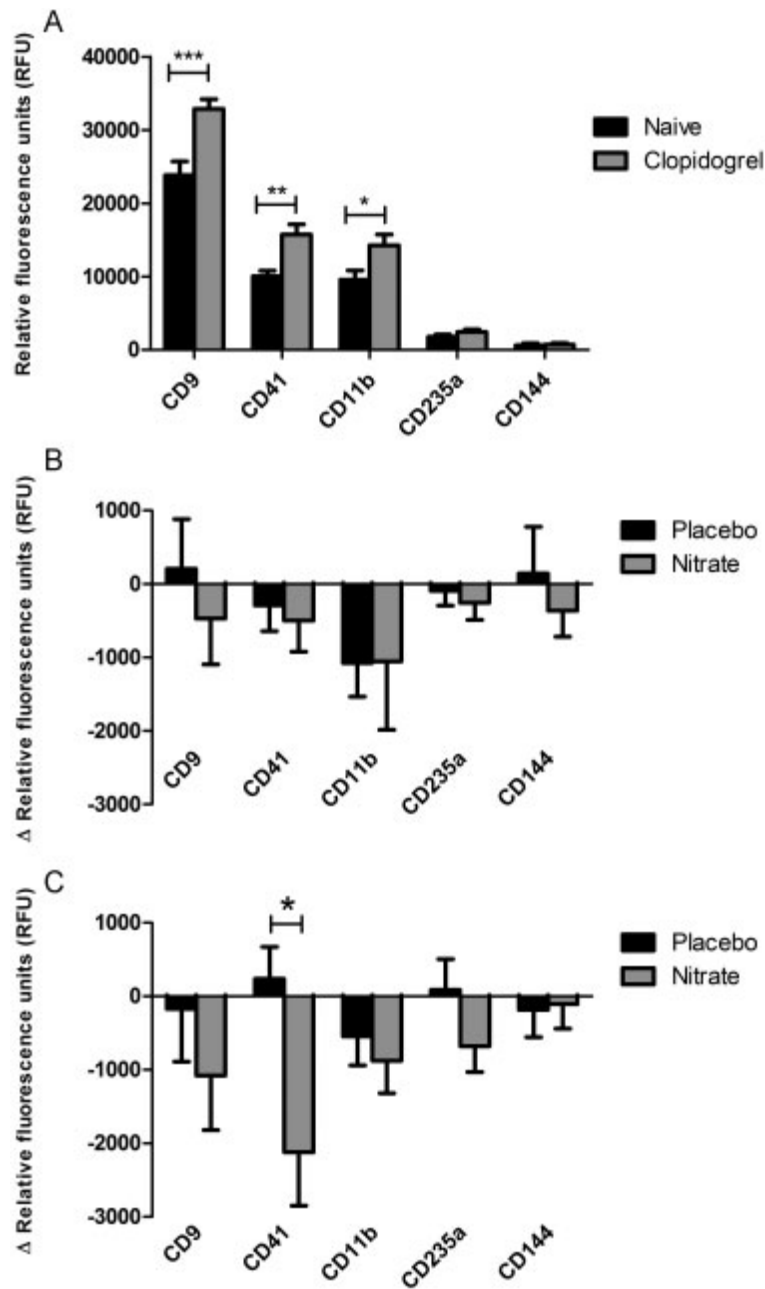 A
Relative fluorescence units (RFU)
40000
30000
20000
10000
0
***
**
*
Naive
Clopidogrel
CD9
CD41
CD11b
CD235a
CD144
B
Δ Relative fluorescence units (RFU)
1000
0
-1000
-2000
-3000
Placebo
Nitrate
CD9
CD41
CD11b
CD235a
CD144
C
Δ Relative fluorescence units (RFU)
1000
0
-1000
-2000
-3000
*
Placebo
Nitrate
CD9
CD41
CD11b
CD235a
CD144